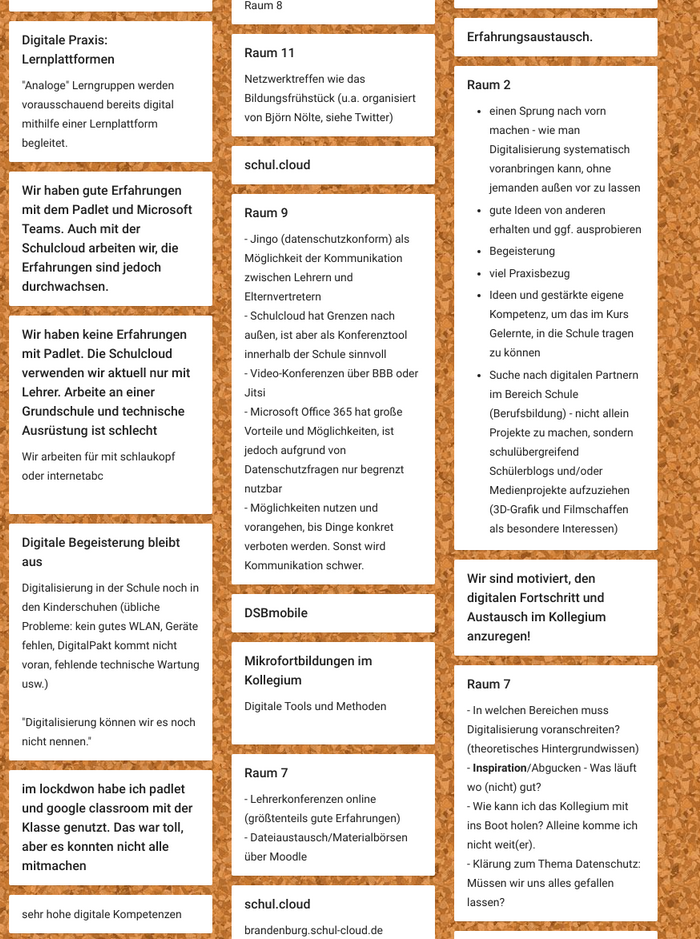 Digitale Praxis:
Lernplattformen
"Analoge" Lerngruppen werden
vorausschauend bereits digital
mithilfe einer Lernplattform
begleitet.
Wir haben gute Erfahrungen
mit dem Padlet und Microsoft
Teams. Auch mit der
Schulcloud arbeiten wir, die
Erfahrungen sind jedoch
durchwachsen.
Wir haben keine Erfahrungen
mit Padlet. Die Schulcloud
verwenden wir aktuell nur mit
Lehrer. Arbeite an einer
Grundschule und technische
Ausrüstung ist schlecht
Wir arbeiten für mit schlaukopf
oder internetabc
Digitale Begeisterung bleibt
aus
Digitalisierung in der Schule noch in
den Kinderschuhen (übliche
Probleme: kein gutes WLAN, Geräte
fehlen, DigitalPakt kommt nicht
voran, fehlende technische Wartung
usw.)
"Digitalisierung können wir es noch
nicht nennen."
im lockdwon habe ich padlet
und google classroom mit der
Klasse genutzt. Das war toll,
aber es konnten nicht alle
mitmachen
sehr hohe digitale Kompetenzen
Raum 8
Raum 11
Netzwerktreffen wie das
Bildungsfrühstück (u.a. organisiert
von Björn Nölte, siehe Twitter)
schul.cloud
Raum 9
- Jingo (datenschutzkonform) als
Möglichkeit der Kommunikation
zwischen Lehrern und
Elternvertretern
- Schulcloud hat Grenzen nach
außen, ist aber als Konferenztool
innerhalb der Schule sinnvoll
- Video-Konferenzen über BBB oder
Jitsi
- Microsoft Office 365 hat große
Vorteile und Möglichkeiten, ist
jedoch aufgrund von
Datenschutzfragen nur begrenzt
nutzbar
- Möglichkeiten nutzen und
vorangehen, bis Dinge konkret
verboten werden. Sonst wird
Kommunikation schwer.
DSBmobile
Mikrofortbildungen im
Kollegium
Digitale Tools und Methoden
Raum 7
- Lehrerkonferenzen online
(größtenteils gute Erfahrungen)
- Dateiaustausch/Materialbörsen
über Moodle
schul.cloud
brandenburg.schul-cloud.de
Erfahrungsaustausch.
Raum 2
• einen Sprung nach vorn
machen - wie man
Digitalisierung systematisch
voranbringen kann, ohne
jemanden außen vor zu lassen
• gute Ideen von anderen
erhalten und ggf. ausprobieren
• Begeisterung
• viel Praxisbezug
• Ideen und gestärkte eigene
Kompetenz, um das im Kurs
Gelernte, in die Schule tragen
zu können
• Suche nach digitalen Partnern
im Bereich Schule
(Berufsbildung) - nicht allein
Projekte zu machen, sondern
schulübergreifend
Schülerblogs und/oder
Medienprojekte aufzuziehen
(3D-Grafik und Filmschaffen
als besondere Interessen)
Wir sind motiviert, den
digitalen Fortschritt und
Austausch im Kollegium
anzuregen!
Raum 7
- In welchen Bereichen muss
Digitalisierung voranschreiten?
(theoretisches Hintergrundwissen)
- Inspiration/Abgucken - Was läuft
wo (nicht) gut?
- Wie kann ich das Kollegium mit
ins Boot holen? Alleine komme ich
nicht weit(er).
- Klärung zum Thema Datenschutz:
Müssen wir uns alles gefallen
lassen?